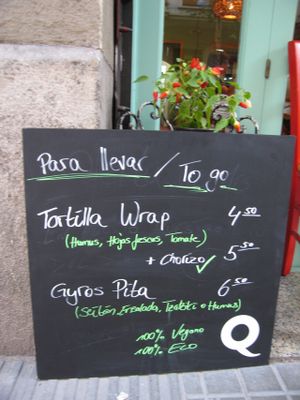 Para llevar / To go
Tortilla Wrap 4.50
(Humus, Hojas frescas, Tomate)
+ Chorizo 5.50
Gyros Pita 6.50
(Seitán, Ensalada, Tzatziki o Humus)
100% Vegano
100% Eco
Q